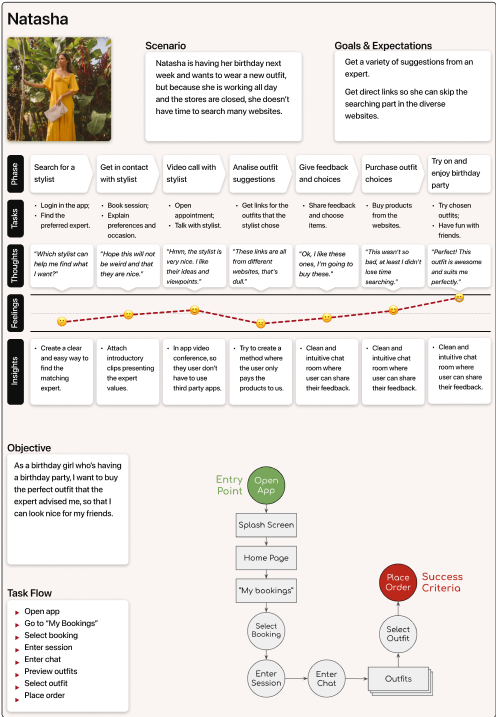 Natasha
Scenario
Natasha is having her birthday next
week and wants to wear a new outfit,
but because she is working all day
and the stores are closed, she doesn't
have time to search many websites.
Goals & Expectations
Get a variety of suggestions from an
expert.
Get direct links so she can skip the
searching part in the diverse
websites.
Phase
Search for a
stylist
Get in contact
with stylist
Video call with
stylist
Analise outfit
suggestions
Give feedback
and choices
Purchase outfit
choices
Try on and
enjoy birthday
party
Tasks
• Login in the app;
• Find the
preferred expert.
• Book session;
• Explain
preferences and
occasion.
• Open
appointment;
• Talk with stylist.
• Get links for the
outfits that the
stylist chose
• Share feedback
and choose
items.
• Buy products
from the
websites.
• Try chosen
outfits;
• Have fun with
friends.
Thoughts
"Which stylist can
help me find what
I want?"
"Hope this will not
be weird and that
they are nice."
"Hmm, the stylist is
very nice. I like
their ideas and
viewpoints."
"These links are all
from different
websites, that's
dull."
"Ok, I like these
ones, I'm going to
buy these."
"This wasn't so
bad, at least I didn't
lose time
searching."
"Perfect! This
outfit is awesome
and suits me
perfectly."
Feelings
Insights
• Create a clear
and easy way to
find the
matching
expert.
• Attach
introductory
clips presenting
the expert
values.
• In app video
conference, so
they user don't
have to use
third party apps.
• Try to create a
method where
the user only
pays the
products to us.
• Clean and
intuitive chat
room where
user can share
their feedback.
• Clean and
intuitive chat
room where
user can share
their feedback.
• Clean and
intuitive chat
room where
user can share
their feedback.
Objective
As a birthday girl who's having
a birthday party, I want to buy
the perfect outfit that the
expert advised me, so that I
can look nice for my friends.
Task Flow
Open app
Go to "My Bookings"
Select booking
Enter session
Enter chat
Preview outfits
Select outfit
Place order
Entry
Point
Open
App
Splash Screen
Home Page
"My bookings"
Select
Booking
Enter
Session
Enter
Chat
Outfits
Select
Outfit
Place
Order
Success
Criteria